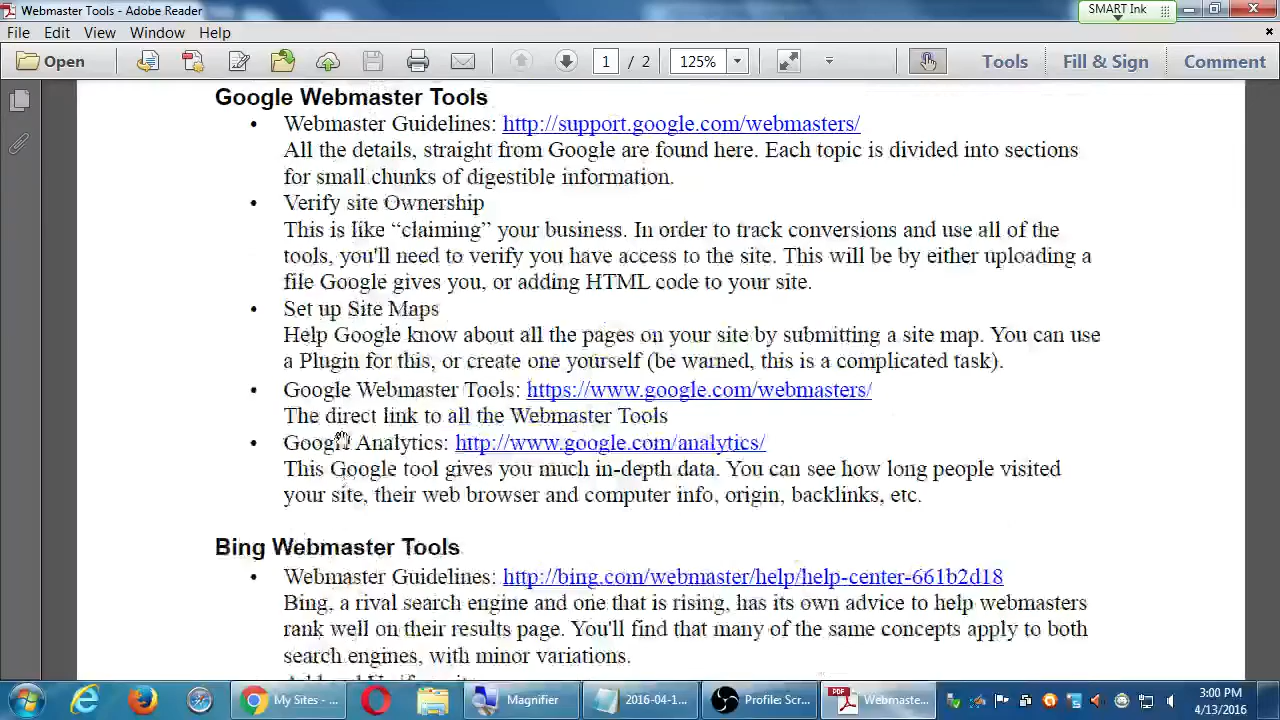 Webmaster Tools - Adobe Reader
SMART Ink
File Edit View Window Help
Open 1 / 2 125% Tools Fill & Sign Comment
Google Webmaster Tools
• Webmaster Guidelines: http://support.google.com/webmasters/
All the details, straight from Google are found here. Each topic is divided into sections
for small chunks of digestible information.
• Verify site Ownership
This is like “claiming” your business. In order to track conversions and use all of the
tools, you'll need to verify you have access to the site. This will be by either uploading a
file Google gives you, or adding HTML code to your site.
• Set up Site Maps
Help Google know about all the pages on your site by submitting a site map. You can use
a Plugin for this, or create one yourself (be warned, this is a complicated task).
• Google Webmaster Tools: https://www.google.com/webmasters/
The direct link to all the Webmaster Tools
• Google Analytics: http://www.google.com/analytics/
This Google tool gives you much in-depth data. You can see how long people visited
your site, their web browser and computer info, origin, backlinks, etc.
Bing Webmaster Tools
• Webmaster Guidelines: http://bing.com/webmaster/help/help-center-661b2d18
Bing, a rival search engine and one that is rising, has its own advice to help webmasters
rank well on their results page. You'll find that many of the same concepts apply to both
search engines, with minor variations.
My Sites - ... Magnifier 2016-04-1... Profile: Scr... PDF Webmaste... 3:00 PM
4/13/2016